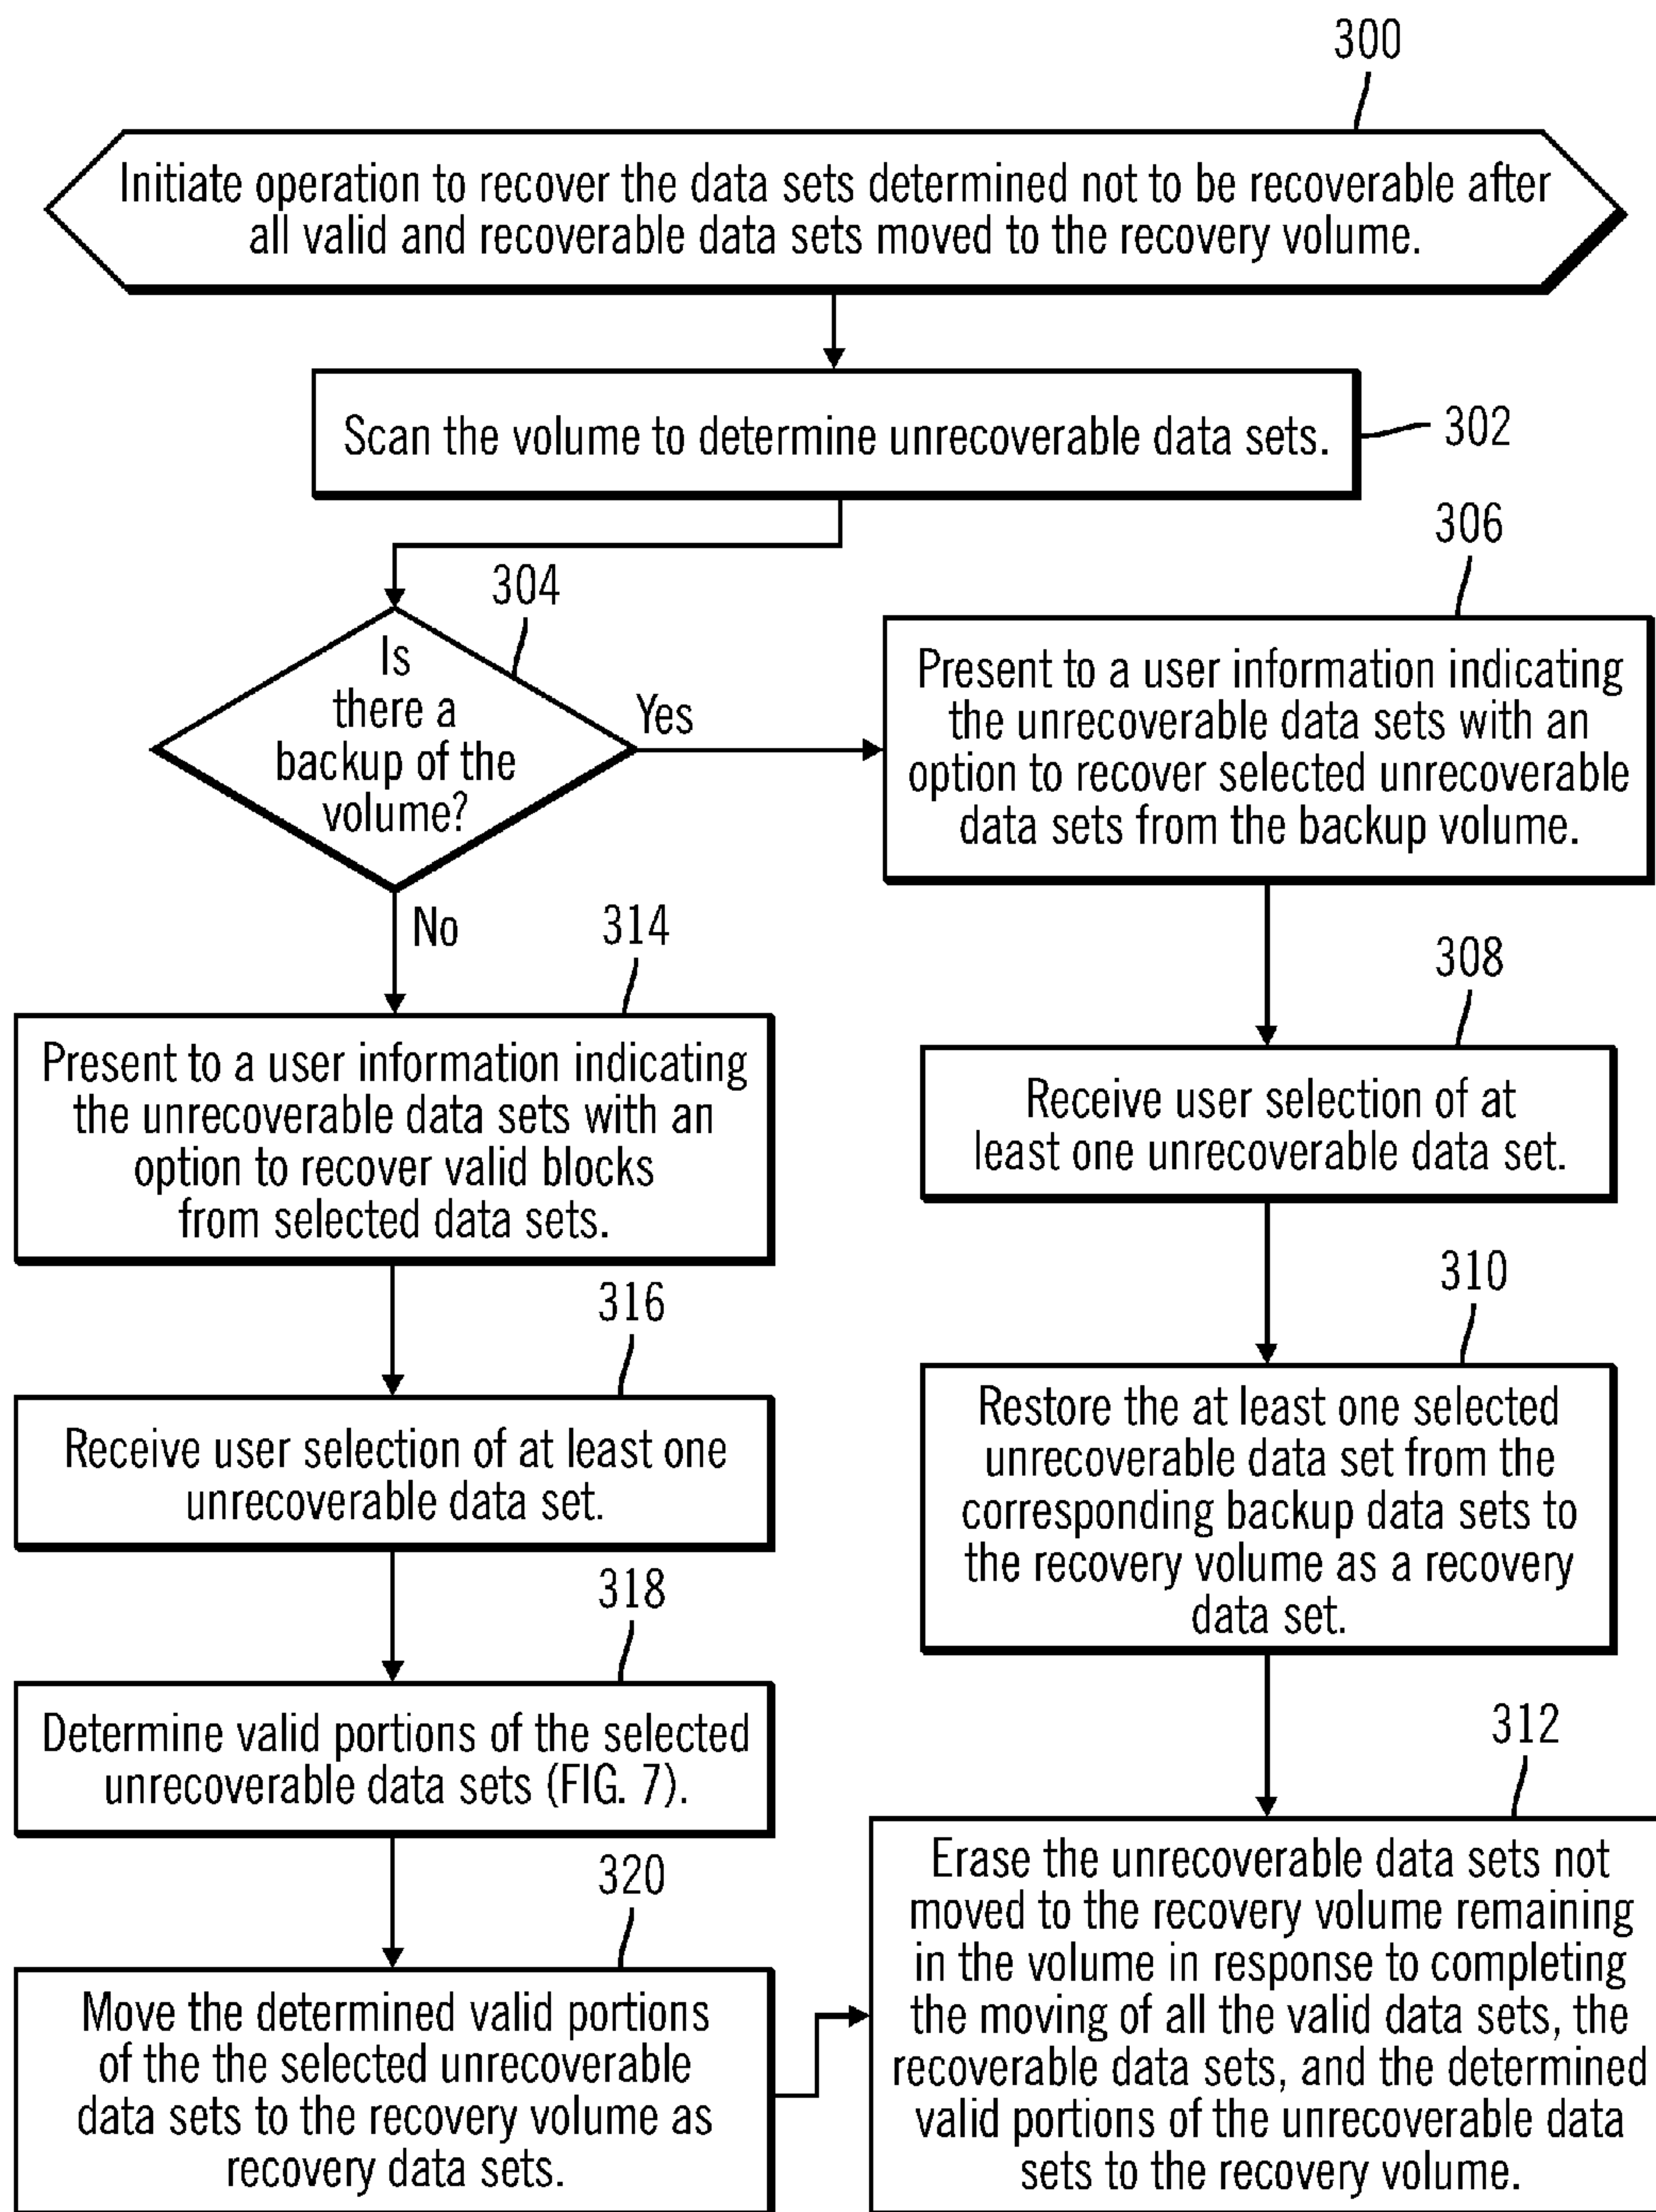 300
Initiate operation to recover the data sets determined not to be recoverable after
all valid and recoverable data sets moved to the recovery volume.
Scan the volume to determine unrecoverable data sets.
302
304
Is
there a
backup of the
volume?
Yes
No
306
Present to a user information indicating
the unrecoverable data sets with an
option to recover selected unrecoverable
data sets from the backup volume.
308
Receive user selection of at
least one unrecoverable data set.
310
Restore the at least one selected
unrecoverable data set from the
corresponding backup data sets to
the recovery volume as a recovery
data set.
314
Present to a user information indicating
the unrecoverable data sets with an
option to recover valid blocks
from selected data sets.
316
Receive user selection of at least one
unrecoverable data set.
318
Determine valid portions of the selected
unrecoverable data sets (FIG. 7).
320
Move the determined valid portions
of the the selected unrecoverable
data sets to the recovery volume as
recovery data sets.
312
Erase the unrecoverable data sets not
moved to the recovery volume remaining
in the volume in response to completing
the moving of all the valid data sets, the
recoverable data sets, and the determined
valid portions of the unrecoverable data
sets to the recovery volume.